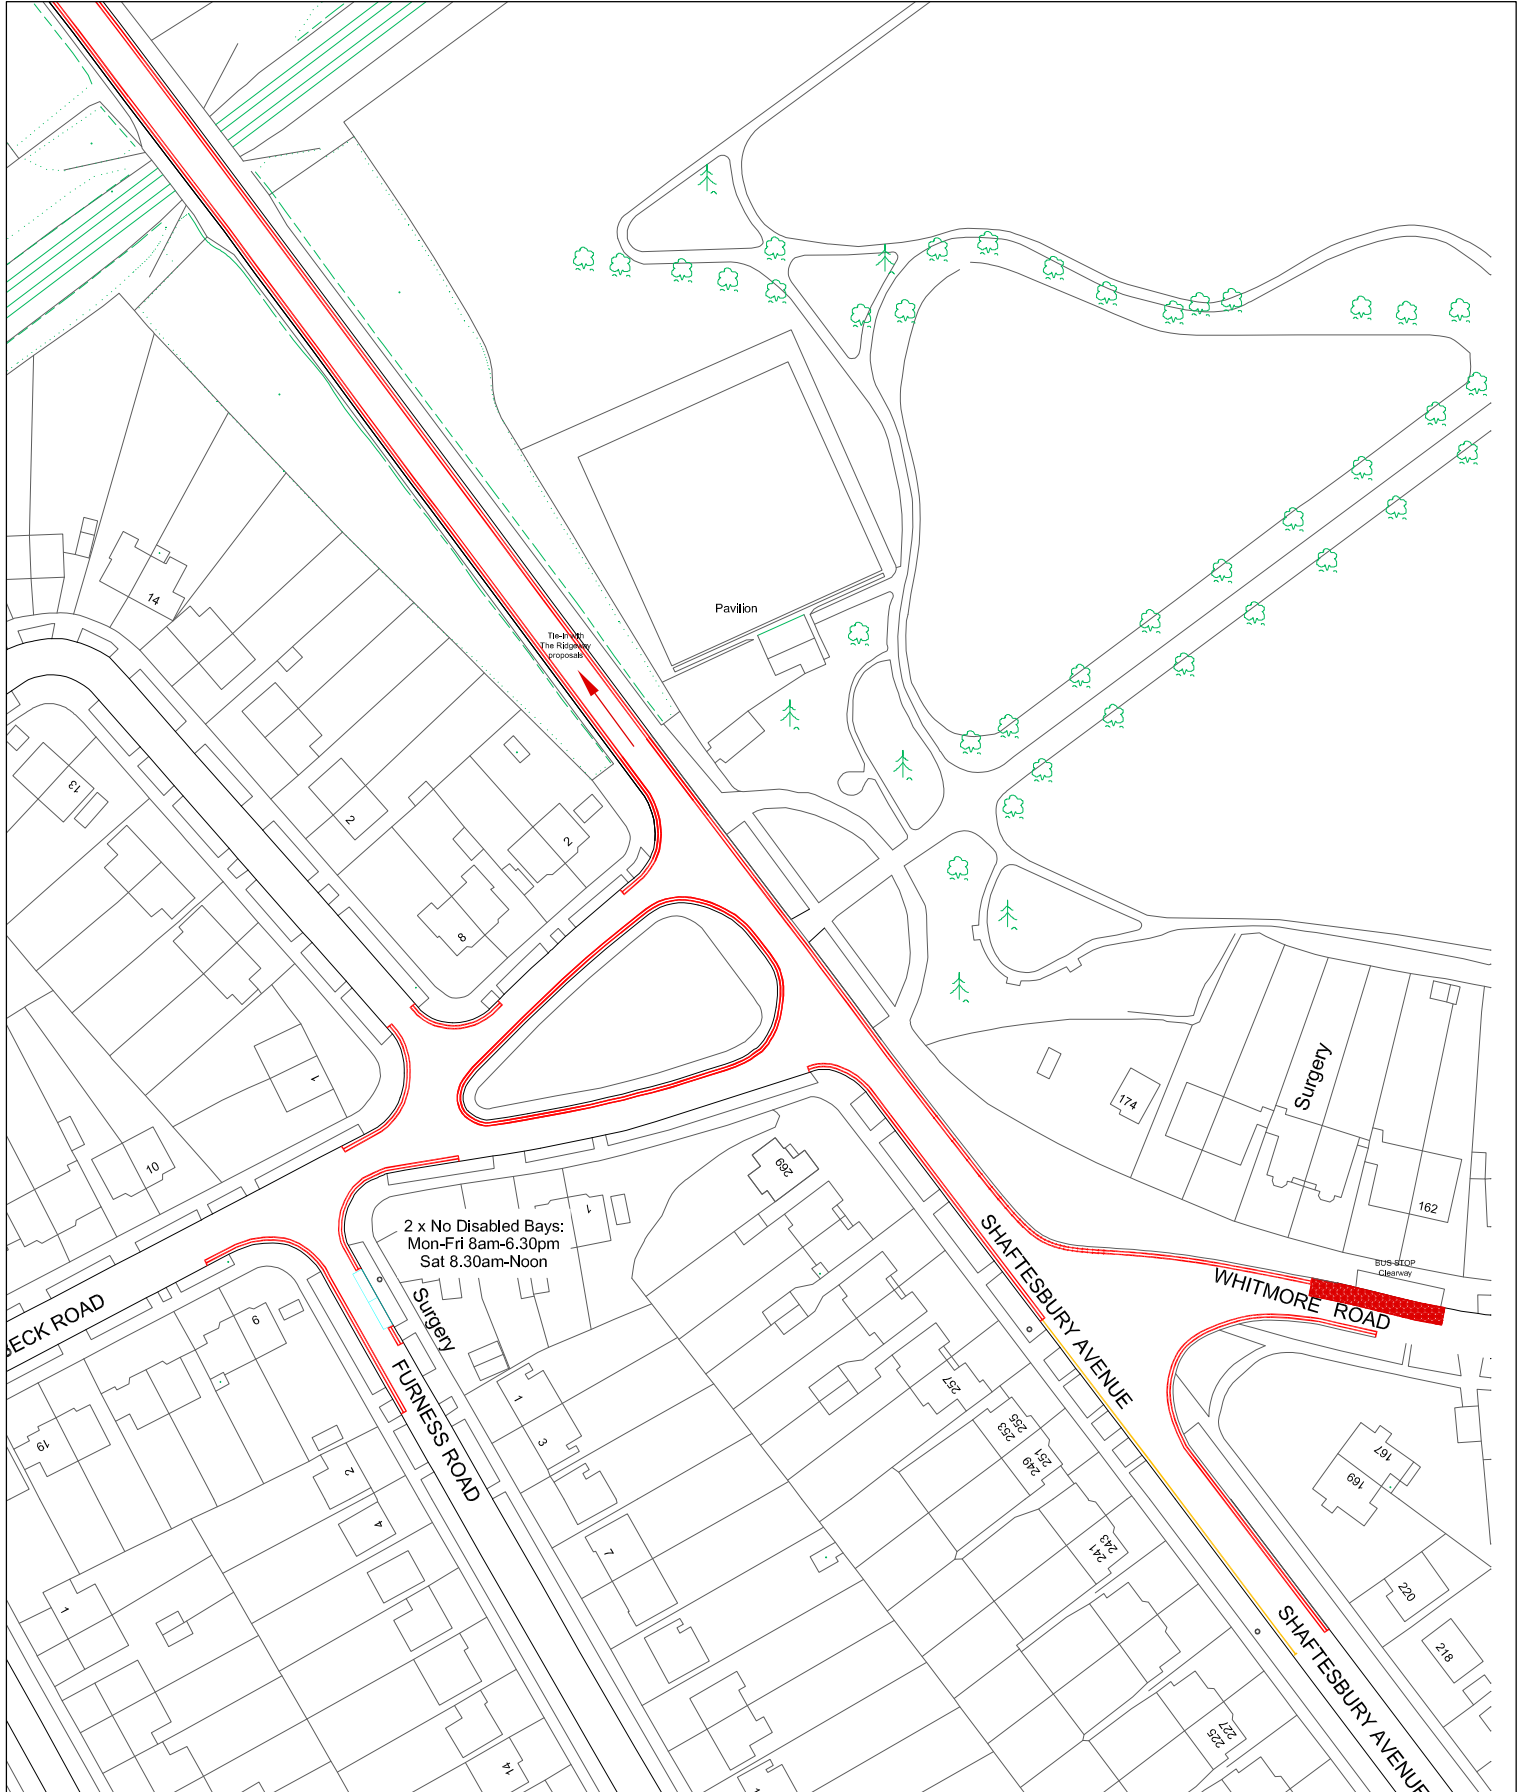 14
Pavilion
Tie-in with
The Ridgeway
proposals
13
2
2
8
1
10
174
Surgery
162
269
1
2 x No Disabled Bays:
Mon-Fri 8am-6.30pm
Sat 8.30am-Noon
SHAFTESBURY AVENUE
WHITMORE ROAD
BUS STOP
Clearway
BECK ROAD
9
Surgery
FURNESS ROAD
19
2
4
1
1
3
7
257
255
253
251
249
243
241
167
169
220
218
SHAFTESBURY AVENUE
227
225
14